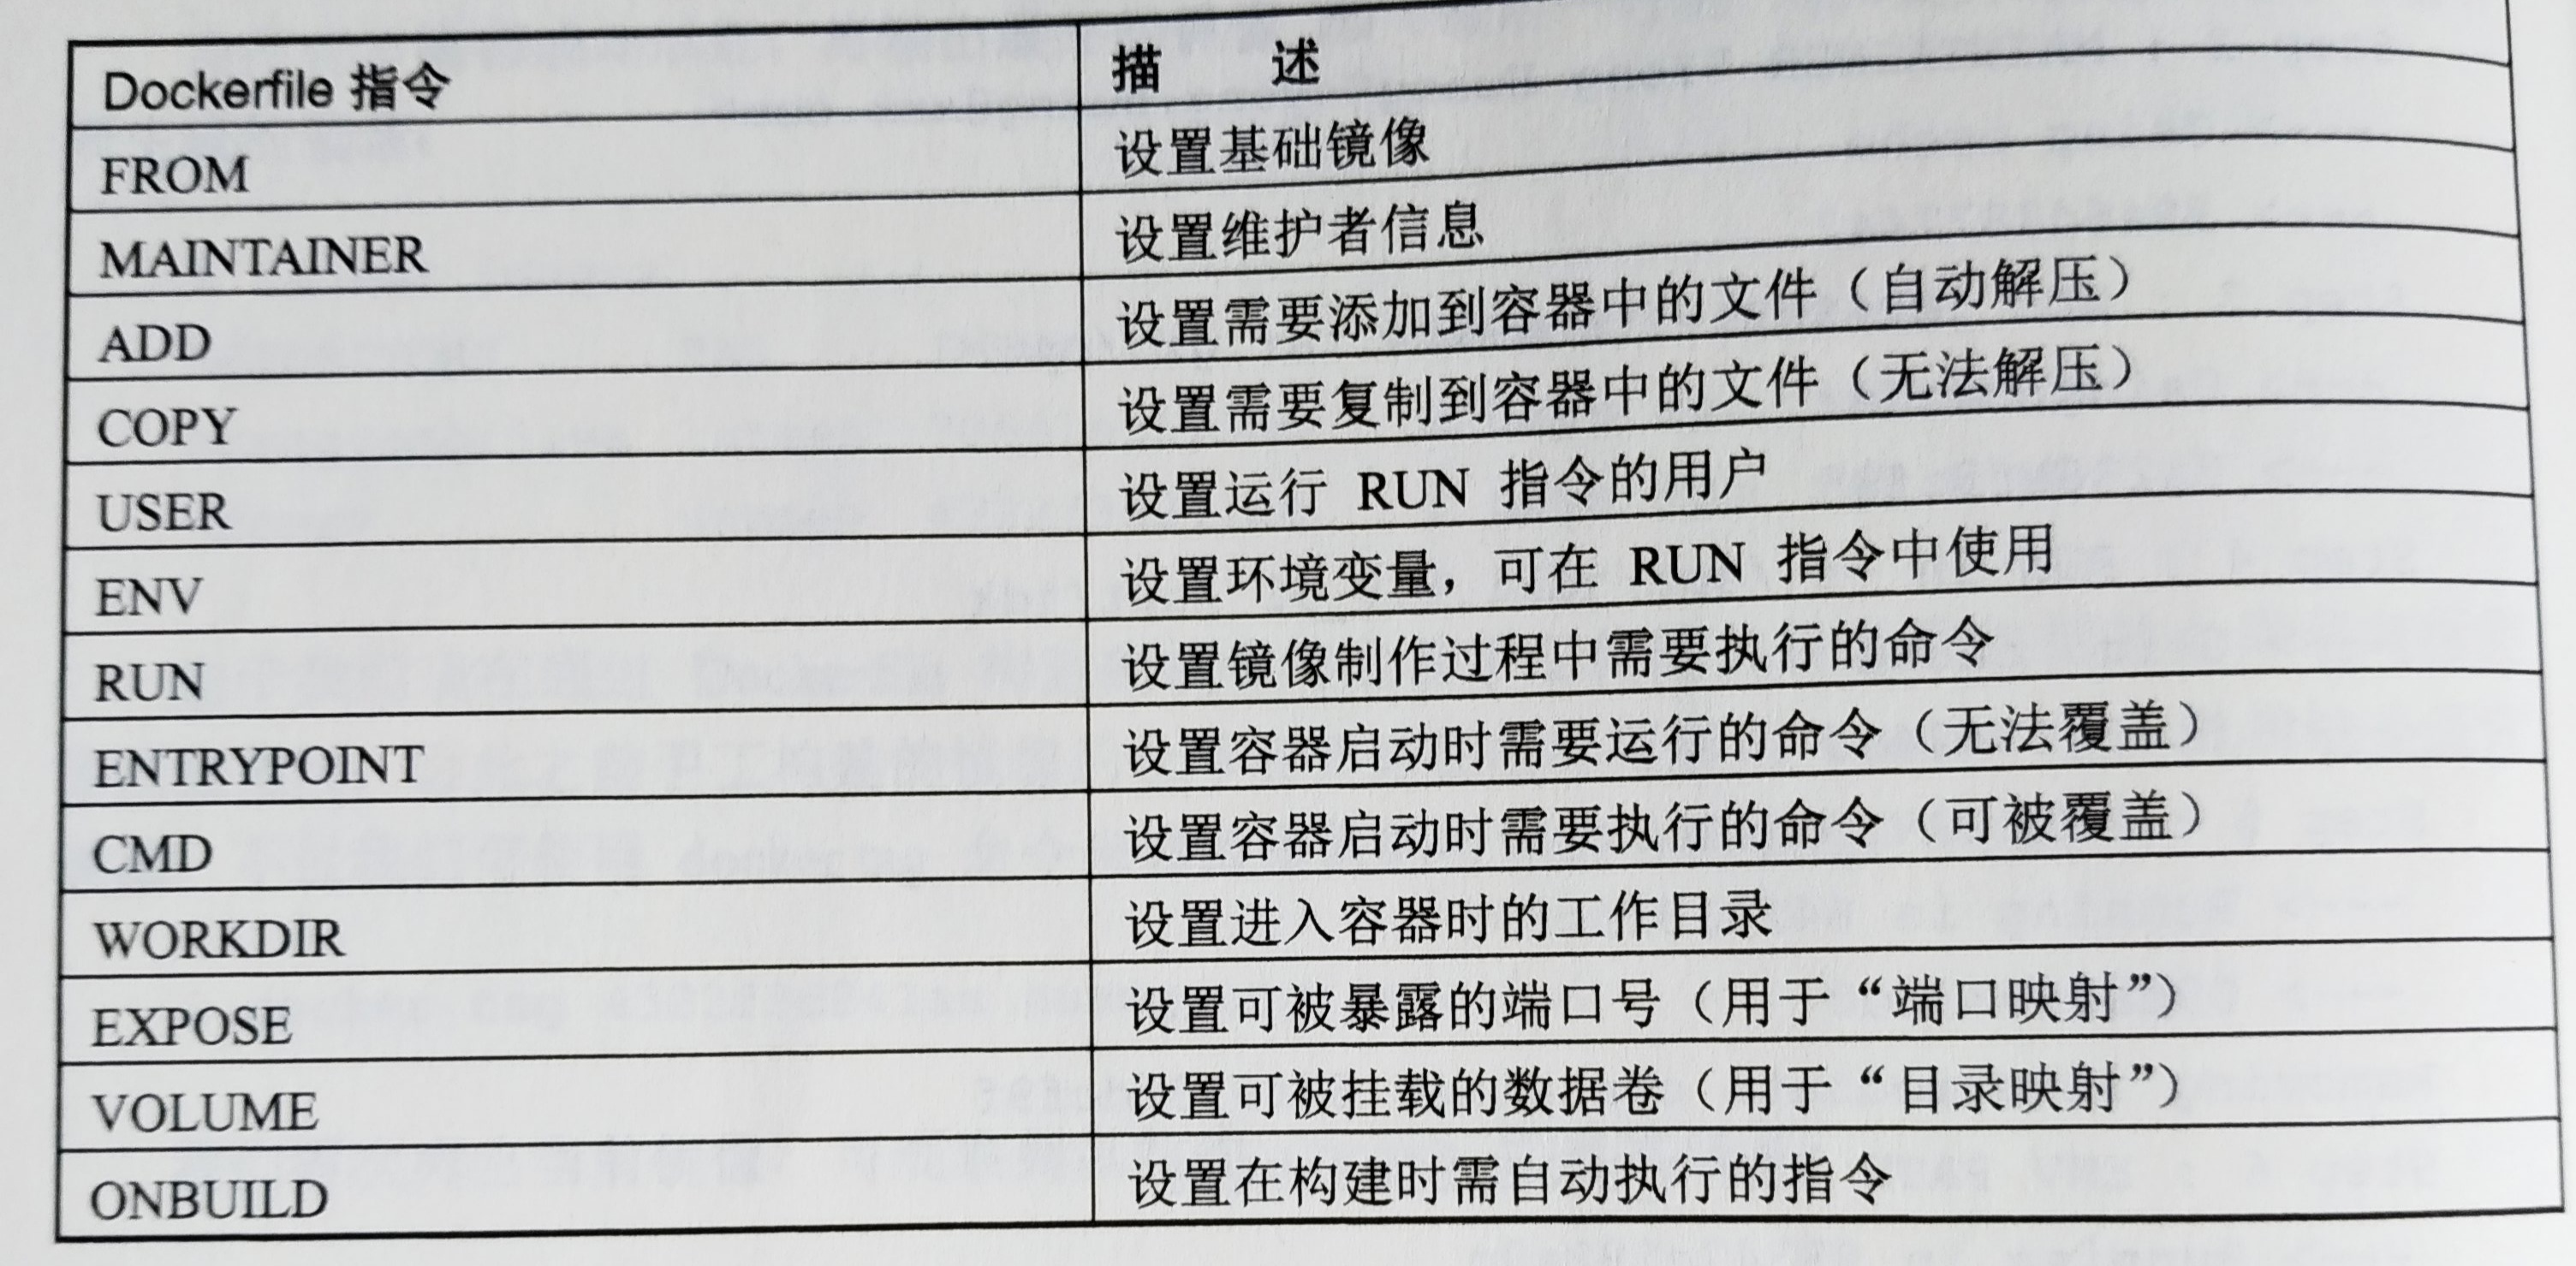 Dockerfile 指令 描 述
FROM 设置基础镜像
MAINTAINER 设置维护者信息
ADD 设置需要添加到容器中的文件（自动解压）
COPY 设置需要复制到容器中的文件（无法解压）
USER 设置运行 RUN 指令的用户
ENV 设置环境变量，可在 RUN 指令中使用
RUN 设置镜像制作过程中需要执行的命令
ENTRYPOINT 设置容器启动时需要运行的命令（无法覆盖）
CMD 设置容器启动时需要执行的命令（可被覆盖）
WORKDIR 设置进入容器时的工作目录
EXPOSE 设置可被暴露的端口号（用于“端口映射”）
VOLUME 设置可被挂载的数据卷（用于“目录映射”）
ONBUILD 设置在构建时需自动执行的指令